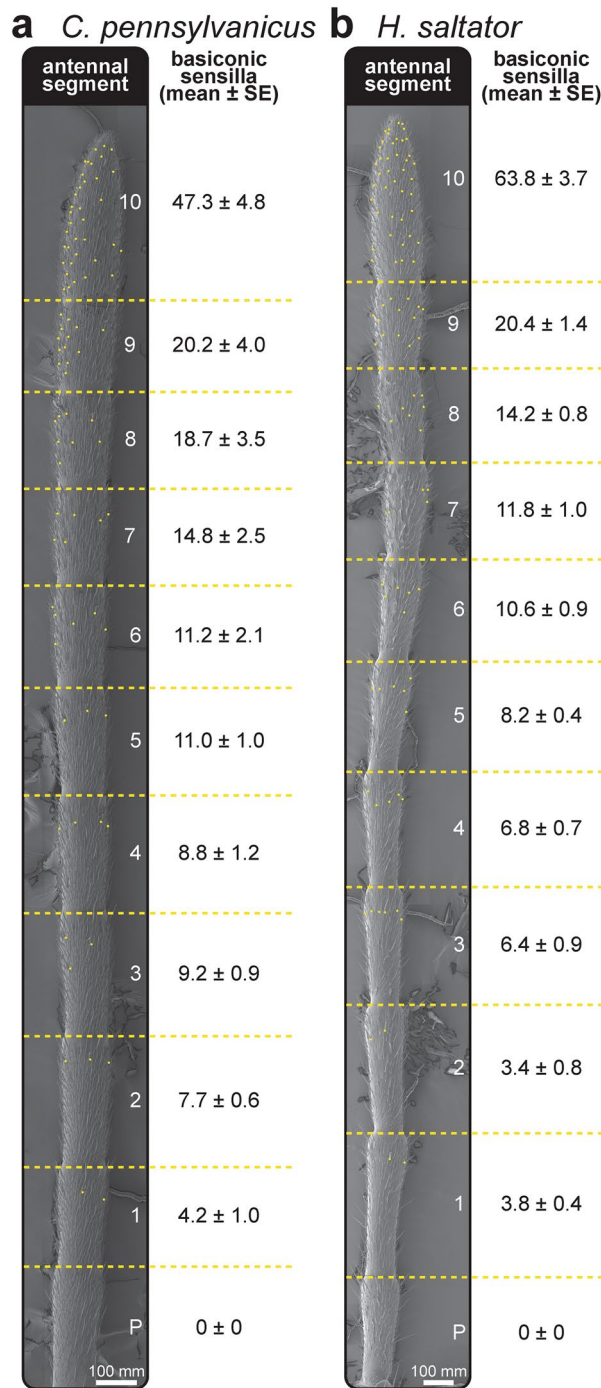 a C. pennsylvanicus
antennal
segment
basiconic
sensilla
(mean ± SE)
10 47.3 ± 4.8
9 20.2 ± 4.0
8 18.7 ± 3.5
7 14.8 ± 2.5
6 11.2 ± 2.1
5 11.0 ± 1.0
4 8.8 ± 1.2
3 9.2 ± 0.9
2 7.7 ± 0.6
1 4.2 ± 1.0
P 0 ± 0
100 mm
b H. saltator
antennal
segment
basiconic
sensilla
(mean ± SE)
10 63.8 ± 3.7
9 20.4 ± 1.4
8 14.2 ± 0.8
7 11.8 ± 1.0
6 10.6 ± 0.9
5 8.2 ± 0.4
4 6.8 ± 0.7
3 6.4 ± 0.9
2 3.4 ± 0.8
1 3.8 ± 0.4
P 0 ± 0
100 mm